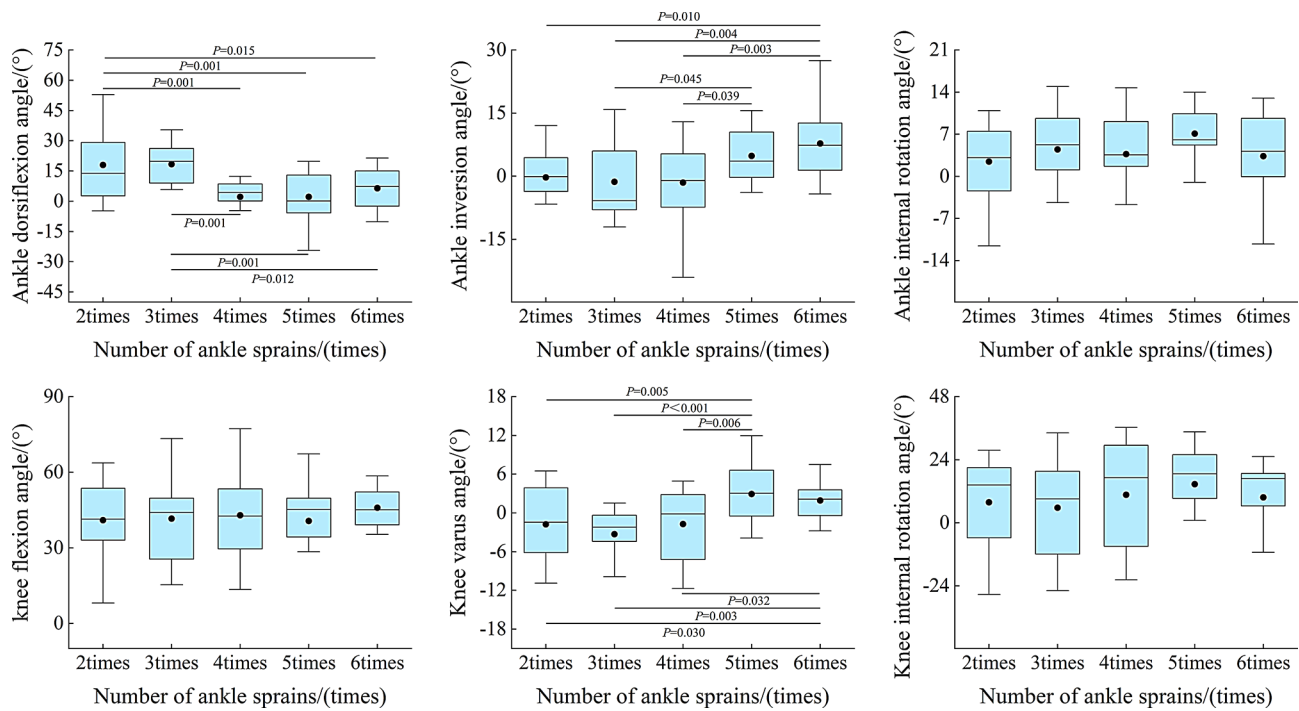 Ankle dorsiflexion angle/(°)
75
60
45
30
15
0
-15
-30
-45
P=0.015
P=0.001
P=0.001
P=0.001
P=0.001
P=0.012
2times 3times 4times 5times 6times
Number of ankle sprains/(times)
Ankle inversion angle/(°)
30
15
0
-15
P=0.010
P=0.004
P=0.003
P=0.045
P=0.039
2times 3times 4times 5times 6times
Number of ankle sprains/(times)
Ankle internal rotation angle/(°)
21
14
7
0
-7
-14
2times 3times 4times 5times 6times
Number of ankle sprains/(times)
knee flexion angle/(°)
90
60
30
0
2times 3times 4times 5times 6times
Number of ankle sprains/(times)
Knee varus angle/(°)
18
12
6
0
-6
-12
-18
P=0.005
P<0.001
P=0.006
P=0.032
P=0.003
P=0.030
2times 3times 4times 5times 6times
Number of ankle sprains/(times)
Knee internal rotation angle/(°)
48
24
0
-24
2times 3times 4times 5times 6times
Number of ankle sprains/(times)